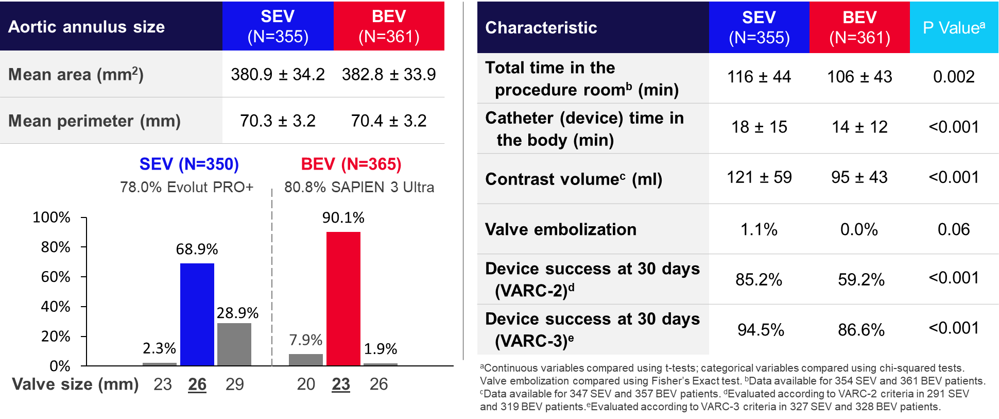 Aortic annulus size
SEV
(N=355)
BEV
(N=361)
Mean area (mm²)
380.9 ± 34.2
382.8 ± 33.9
Mean perimeter (mm)
70.3 ± 3.2
70.4 ± 3.2
SEV (N=350)
BEV (N=365)
78.0% Evolut PRO+
80.8% SAPIEN 3 Ultra
100%
80%
60%
40%
20%
0%
2.3%
68.9%
28.9%
7.9%
90.1%
1.9%
Valve size (mm)
23
26
29
20
23
26
Characteristic
SEV
(N=355)
BEV
(N=361)
P Valueᵃ
Total time in the
procedure roomᵇ (min)
116 ± 44
106 ± 43
0.002
Catheter (device) time in
the body (min)
18 ± 15
14 ± 12
<0.001
Contrast volumeᶜ (ml)
121 ± 59
95 ± 43
<0.001
Valve embolization
1.1%
0.0%
0.06
Device success at 30 days
(VARC-2)ᵈ
85.2%
59.2%
<0.001
Device success at 30 days
(VARC-3)ᵉ
94.5%
86.6%
<0.001
ᵃContinuous variables compared using t-tests; categorical variables compared using chi-squared tests.
Valve embolization compared using Fisher's Exact test. ᵇData available for 354 SEV and 361 BEV patients.
ᶜData available for 347 SEV and 357 BEV patients. ᵈEvaluated according to VARC-2 criteria in 291 SEV
and 319 BEV patients.ᵉEvaluated according to VARC-3 criteria in 327 SEV and 328 BEV patients.